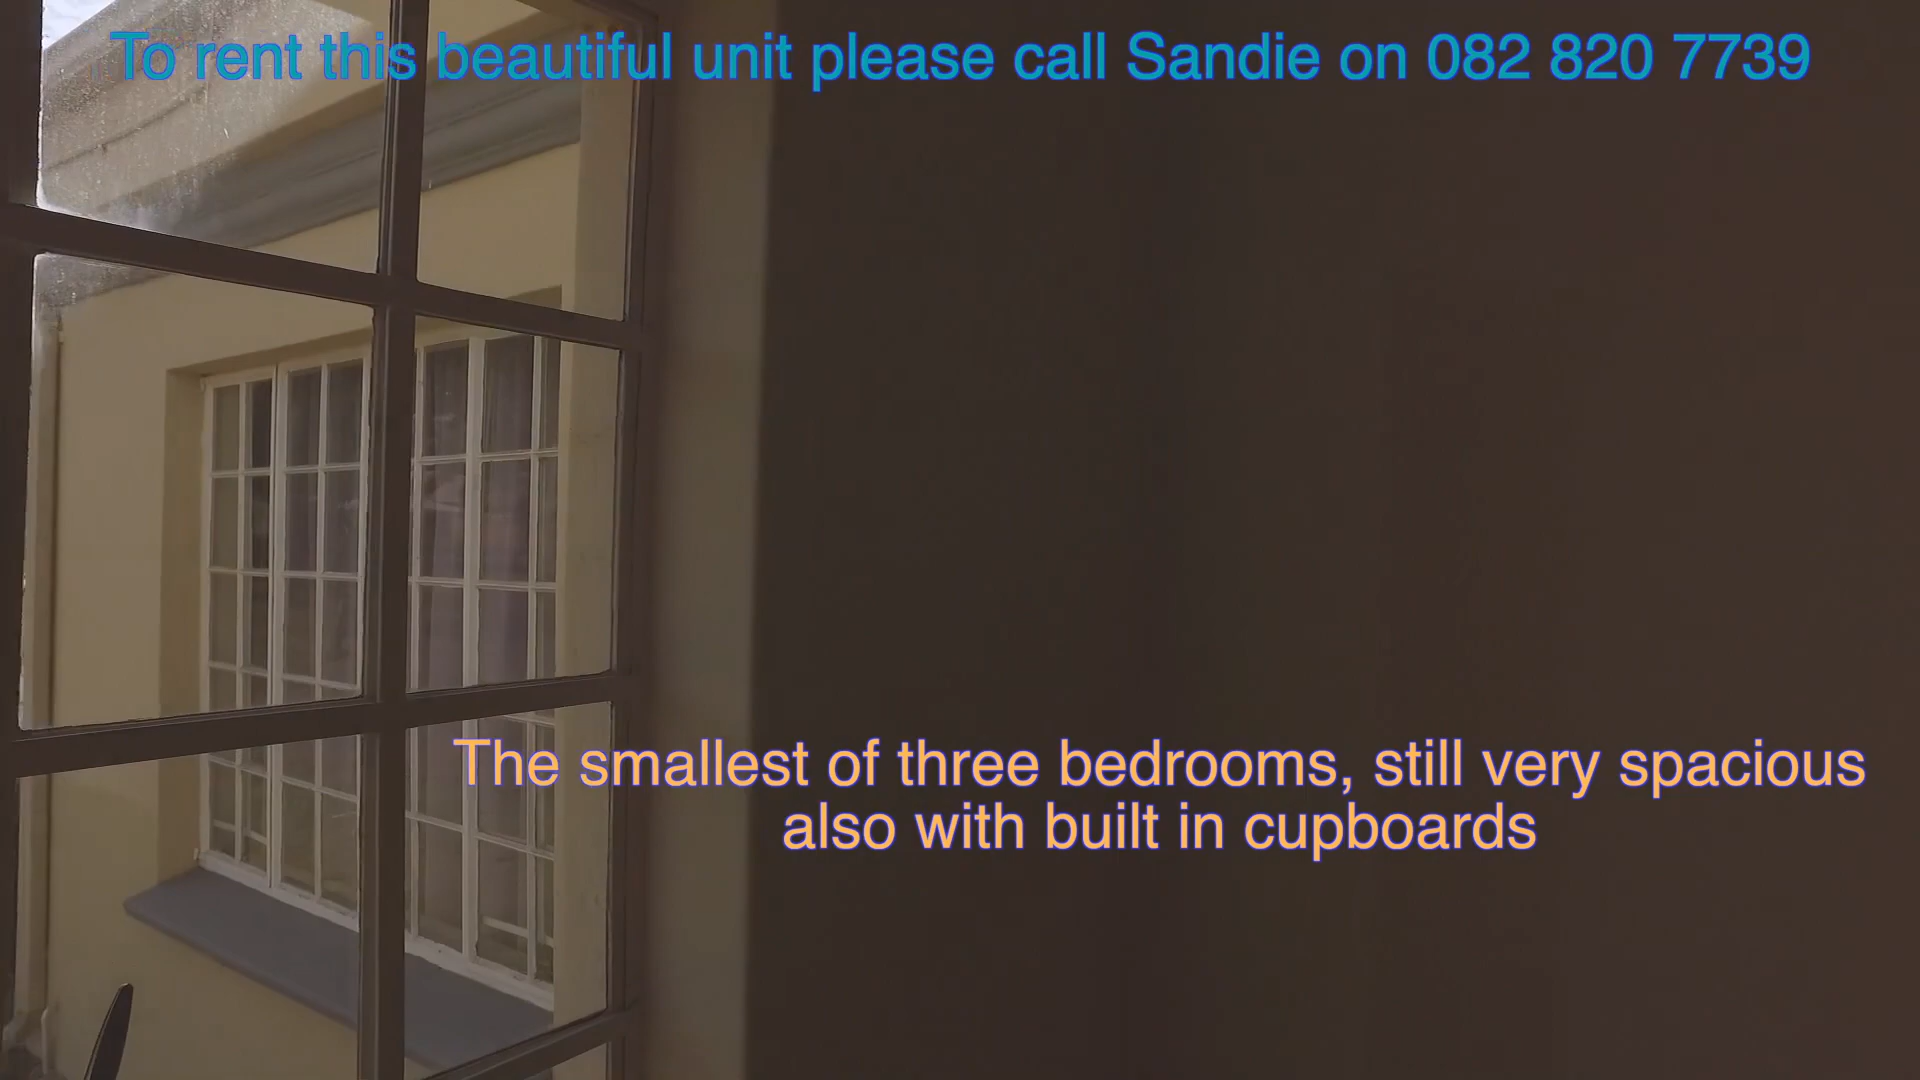 To rent this beautiful unit please call Sandie on 082 820 7739
The smallest of three bedrooms, still very spacious
also with built in cupboards